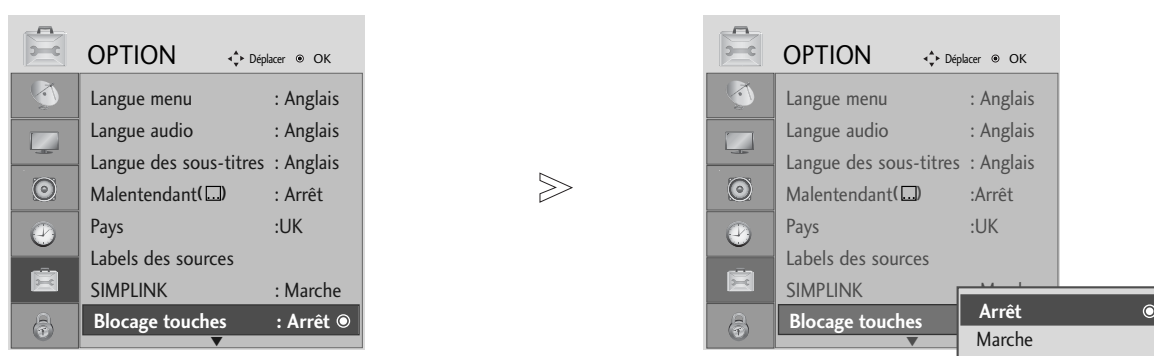 OPTION Déplacer OK
Langue menu : Anglais
Langue audio : Anglais
Langue des sous-titres : Anglais
Malentendant( ) : Arrêt
Pays :UK
Labels des sources
SIMPLINK : Marche
Blocage touches : Arrêt
OPTION Déplacer OK
Langue menu : Anglais
Langue audio : Anglais
Langue des sous-titres : Anglais
Malentendant( ) :Arrêt
Pays :UK
Labels des sources
SIMPLINK
Blocage touches
Arrêt
Marche